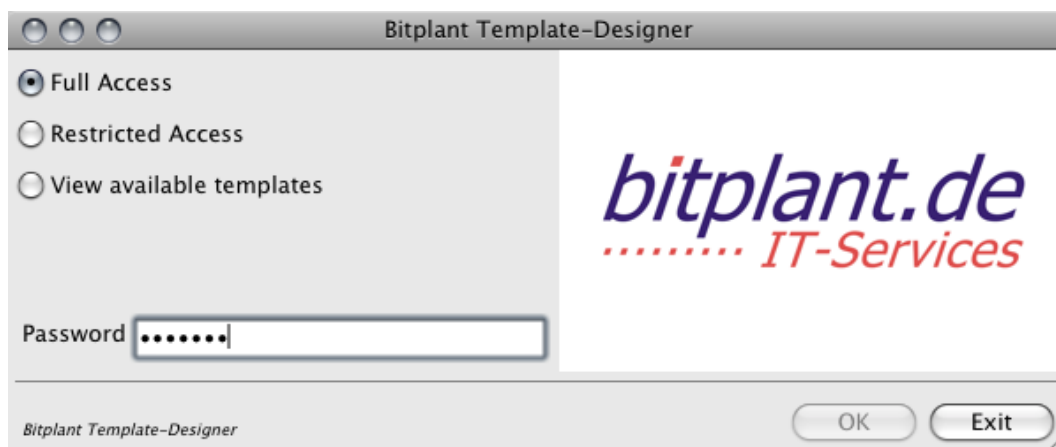 Bitplant Template-Designer
Full Access
Restricted Access
View available templates
bitplant.de
......... IT-Services
Password •••••••
Bitplant Template-Designer
OK
Exit